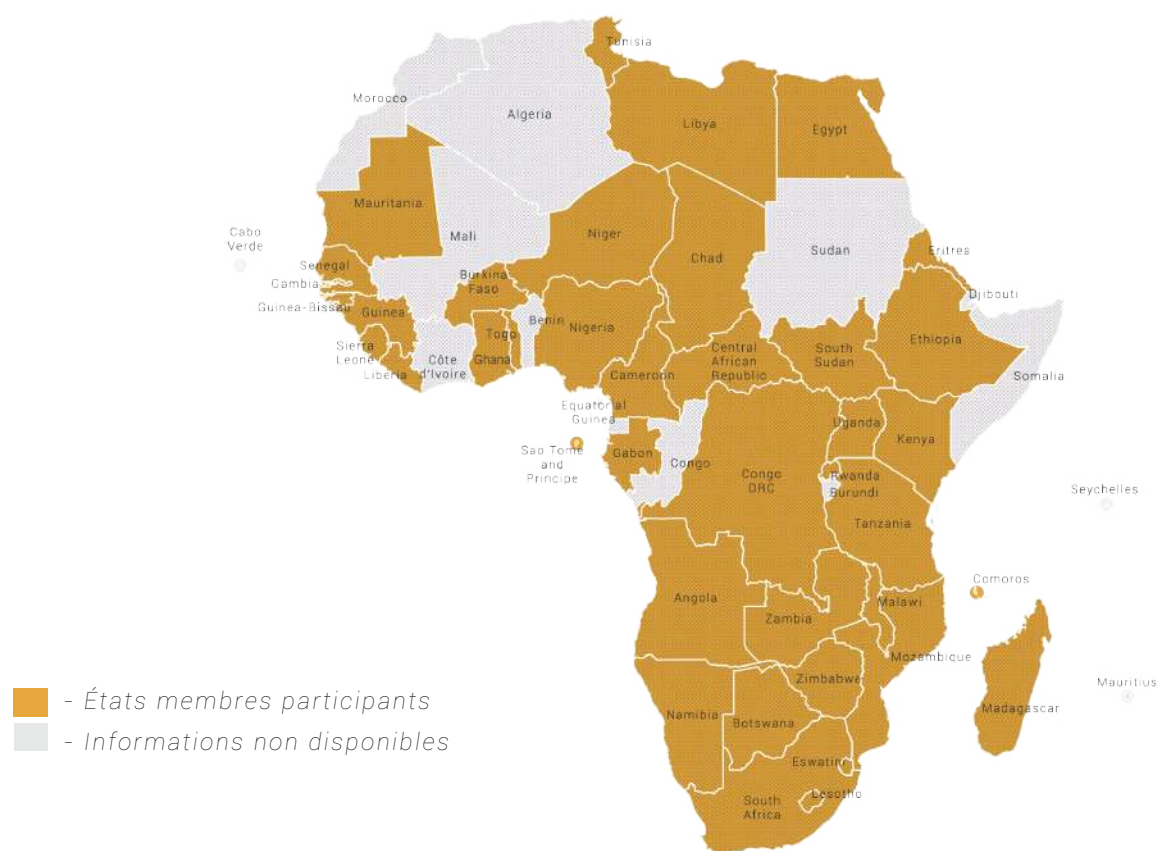 Tunisia
Morocco
Algeria
Libya
Egypt
Mauritania
Mali
Niger
Chad
Sudan
Cabo
Verde
Senegal
Gambia
Guinea-Bissau
Guinea
Burkina
Faso
Eritrea
Djibouti
Sierra
Leone
Liberia
Côte
d'Ivoire
Ghana
Togo
Benin
Nigeria
Cameroon
Central
African
Republic
South
Sudan
Ethiopia
Somalia
Equatorial
Guinea
Sao Tome
and
Principe
Gabon
Congo
Congo
DRC
Uganda
Kenya
Rwanda
Burundi
Tanzania
Seychelles
Comoros
Angola
Zambia
Malawi
Mozambique
Zimbabwe
Namibia
Botswana
Madagascar
Mauritius
Eswatini
Lesotho
South
Africa
- États membres participants
- Informations non disponibles